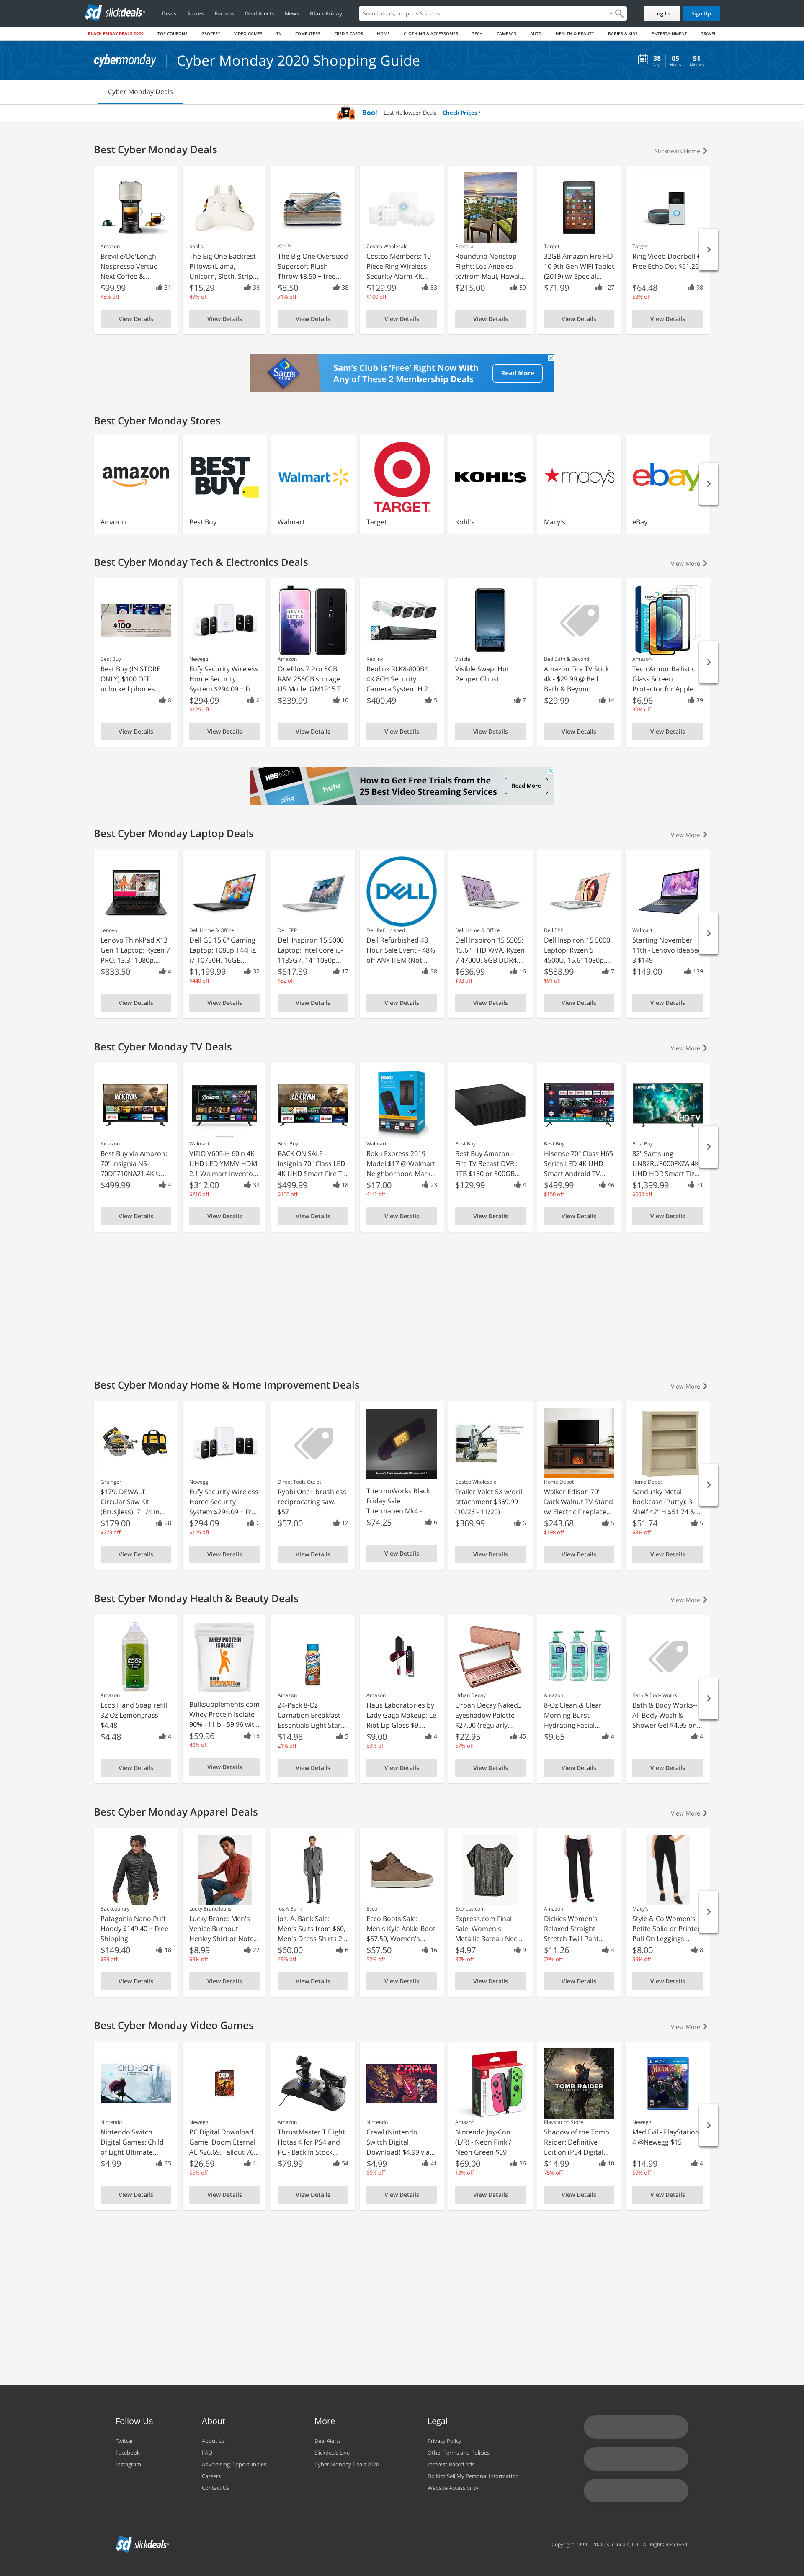 slickdeals
Deals Stores Forums Deal Alerts News Black Friday
Search deals, coupons & stores
Log In Sign Up
BLACK FRIDAY DEALS 2020 TOP COUPONS GROCERY VIDEO GAMES TV COMPUTERS CREDIT CARDS HOME CLOTHING & ACCESSORIES TECH CAMERAS AUTO HEALTH & BEAUTY BABIES & KIDS ENTERTAINMENT TRAVEL
cybermonday Cyber Monday 2020 Shopping Guide
38 05 51
Days Hours Minutes
Cyber Monday Deals
Boo! Last Halloween Deals Check Prices
Best Cyber Monday Deals
Slickdeals Home
Amazon Kohl's Kohl's Costco Wholesale Expedia Target Target
Breville/De'Longhi The Big One Backrest The Big One Oversized Costco Members: 10- Roundtrip Nonstop 32GB Amazon Fire HD Ring Video Doorbell +
Nespresso Vertuo Pillows (Llama, Supersoft Plush Piece Ring Wireless Flight: Los Angeles 10 9th Gen WiFi Tablet Free Echo Dot $61.26
Next Coffee &... Unicorn, Sloth, Strip... Throw $8.50 + free... Security Alarm Kit... to/from Maui, Hawai... (2019) w/ Special...
$99.99 31 $15.29 36 $8.50 38 $129.99 83 $215.00 59 $71.99 127 $64.48 98
48% off 49% off 71% off $100 off 53% off
View Details View Details View Details View Details View Details View Details View Details
Sam's Club is 'Free' Right Now With
Any of These 2 Membership Deals
Read More
Best Cyber Monday Stores
amazon BEST BUY Walmart TARGET KOHL'S macy's ebay
Amazon Best Buy Walmart Target Kohl's Macy's eBay
Best Cyber Monday Tech & Electronics Deals
View More
$100
Best Buy Newegg Amazon Reolink Visible Bed Bath & Beyond Amazon
Best Buy (IN STORE Eufy Security Wireless OnePlus 7 Pro 8GB Reolink RLK8-800B4 Visible Swap: Hot Amazon Fire TV Stick Tech Armor Ballistic
ONLY) $100 OFF Home Security RAM 256GB storage 4K 8CH Security Pepper Ghost 4k - $29.99 @ Bed Glass Screen
unlocked phones... System $294.09 + Fr... US Model GM1915 T... Camera System H.2... Bath & Beyond Protector for Apple...
8 $294.09 6 $339.99 10 $400.49 5 7 $29.99 14 $6.96 39
$125 off 30% off
View Details View Details View Details View Details View Details View Details View Details
HBO NOW
sling
hulu
How to Get Free Trials from the
25 Best Video Streaming Services
Read More
Best Cyber Monday Laptop Deals
View More
DELL
Lenovo Dell Home & Office Dell EPP Dell Refurbished Dell Home & Office Dell EPP Walmart
Lenovo ThinkPad X13 Dell G5 15.6" Gaming Dell Inspiron 15 5000 Dell Refurbished 48 Dell Inspiron 15 5505: Dell Inspiron 15 5000 Starting November
Gen 1 Laptop: Ryzen 7 Laptop: 1080p 144Hz, Laptop: Intel Core i5- Hour Sale Event - 48% 15.6'' FHD WVA, Ryzen Laptop: Ryzen 5 11th - Lenovo Ideapad
PRO, 13.3" 1080p,... i7-10750H, 16GB... 1135G7, 14" 1080p... off ANY ITEM (Not... 7 4700U, 8GB DDR4,... 4500U, 15.6" 1080p,... 3 $149
$833.50 4 $1,199.99 32 $617.39 17 38 $636.99 16 $538.99 7 $149.00 139
$440 off $82 off $93 off $91 off
View Details View Details View Details View Details View Details View Details View Details
Best Cyber Monday TV Deals
View More
JACK RYAN JACK RYAN Roku SAMSUNG UHD TV
Amazon Walmart Best Buy Walmart Best Buy Best Buy Best Buy
Best Buy via Amazon: VIZIO V605-H 60in 4K BACK ON SALE - Roku Express 2019 Best Buy Amazon - Hisense 70" Class H65 82" Samsung
70" Insignia NS- UHD LED YMMV HDMI Insignia 70" Class LED Model $17 @ Walmart Fire TV Recast DVR : Series LED 4K UHD UN82RU8000FXZA 4K
70DF710NA21 4K U... 2.1 Walmart Invento... 4K UHD Smart Fire T... Neighborhood Mark... 1TB $180 or 500GB... Smart Android TV... UHD HDR Smart Tiz...
$499.99 4 $312.00 33 $499.99 18 $17.00 23 $129.99 4 $499.99 46 $1,399.99 71
$216 off $150 off 41% off $150 off $600 off
View Details View Details View Details View Details View Details View Details View Details
Best Cyber Monday Home & Home Improvement Deals
View More
Grainger Newegg Direct Tools Outlet Costco Wholesale Home Depot Home Depot
$179, DEWALT Eufy Security Wireless Ryobi One+ brushless ThermoWorks Black Trailer Valet 5X w/drill Walker Edison 70" Sandusky Metal
Circular Saw Kit Home Security reciprocating saw. Friday Sale attachment $369.99 Dark Walnut TV Stand Bookcase (Putty): 3-
(Brusjless), 7 1/4 in... System $294.09 + Fr... $57 Thermapen Mk4 -... (10/26 - 11/20) w/ Electric Fireplace... Shelf 42" H $51.74 &...
$179.00 28 $294.09 6 $57.00 12 $74.25 6 $369.99 6 $243.68 5 $51.74 5
$273 off $125 off $198 off 68% off
View Details View Details View Details View Details View Details View Details View Details
Best Cyber Monday Health & Beauty Deals
View More
ECOS
WHEY PROTEIN
ISOLATE
Amazon Amazon Amazon Urban Decay Amazon Bath & Body Works
Ecos Hand Soap refill Bulksupplements.com 24-Pack 8-Oz Haus Laboratories by Urban Decay Naked3 8-Oz Clean & Clear Bath & Body Works--
32 Oz Lemongrass Whey Protein Isolate Carnation Breakfast Lady Gaga Makeup: Le Eyeshadow Palette Morning Burst All Body Wash &
$4.48 90% - 11lb - 59.96 wit... Essentials Light Star... Riot Lip Gloss $9,... $27.00 (regularly... Hydrating Facial... Shower Gel $4.95 on...
$4.48 4 $59.96 16 $14.98 5 $9.00 4 $22.95 45 $9.65 4 4
40% off 21% off 50% off 57% off
View Details View Details View Details View Details View Details View Details View Details
Best Cyber Monday Apparel Deals
View More
Backcountry Lucky Brand Jeans Jos A Bank Ecco Express.com Amazon Macy's
Patagonia Nano Puff Lucky Brand: Men's Jos. A. Bank Sale: Ecco Boots Sale: Express.com Final Dickies Women's Style & Co Women's
Hoody $149.40 + Free Venice Burnout Men's Suits from $60, Men's Kyle Ankle Boot Sale: Women's Relaxed Straight Petite Solid or Printed
Shipping Henley Shirt or Notc... Men's Dress Shirts 2... $57.50, Women's... Metallic Bateau Nec... Stretch Twill Pant... Pull On Leggings...
$149.40 18 $8.99 22 $60.00 6 $57.50 16 $4.97 9 $11.26 4 $8.00 8
$99 off 69% off 49% off 52% off 87% off 79% off 59% off
View Details View Details View Details View Details View Details View Details View Details
Best Cyber Monday Video Games
View More
CHILD of LIGHT DOOM CRAWL TOMB RAIDER MEDIEVIL
Nintendo Newegg Amazon Nintendo Amazon Playstation Store Newegg
Nintendo Switch PC Digital Download ThrustMaster T.Flight Crawl (Nintendo Nintendo Joy-Con Shadow of the Tomb MediEvil - PlayStation
Digital Games: Child Game: Doom Eternal Hotas 4 for PS4 and Switch Digital (L/R) - Neon Pink / Raider: Definitive 4 @Newegg $15
of Light Ultimate... AC $26.69, Fallout 76... PC - Back In Stock... Download) $4.99 via... Neon Green $69 Edition (PS4 Digital...
$4.99 35 $26.69 11 $79.99 54 $4.99 41 $69.00 36 $14.99 10 $14.99 4
55% off 66% off 13% off 75% off 50% off
View Details View Details View Details View Details View Details View Details View Details
Follow Us About More Legal
Twitter About Us Deal Alerts Privacy Policy
Facebook FAQ Slickdeals Live Other Terms and Policies
Instagram Advertising Opportunities Cyber Monday Deals 2020 Interest-Based Ads
Careers Do Not Sell My Personal Information
Contact Us Website Accessibility
slickdeals
Copyright 1999 – 2020. Slickdeals, LLC. All Rights Reserved.